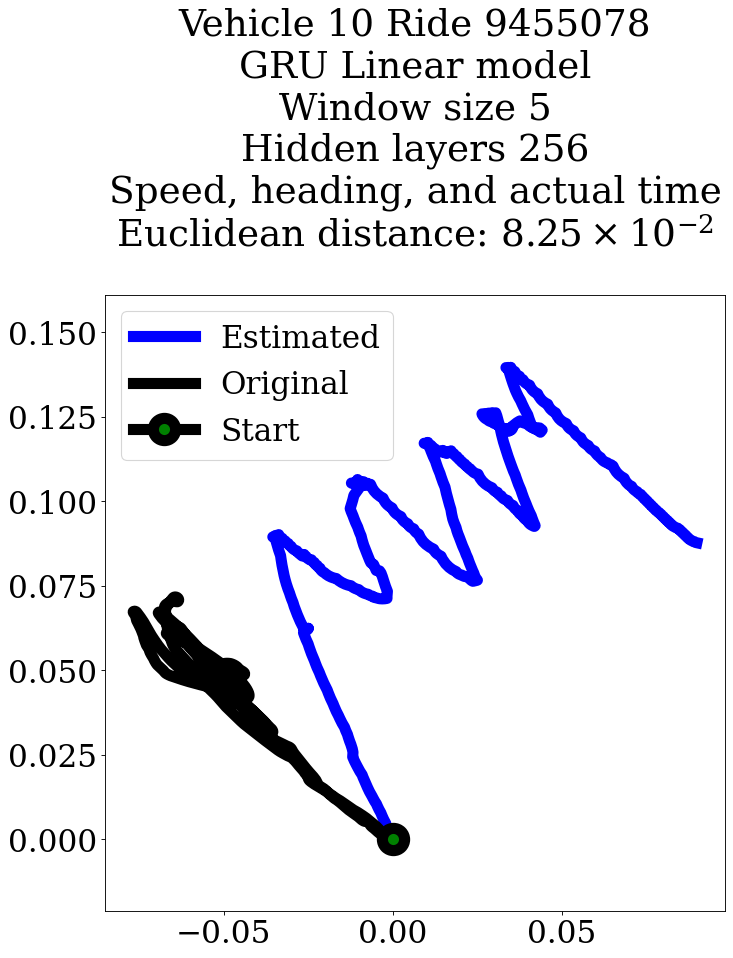 Vehicle 10 Ride 9455078
GRU Linear model
Window size 5
Hidden layers 256
Speed, heading, and actual time
Euclidean distance: 8.25 × 10⁻²
Estimated
Original
Start
0.150
0.125
0.100
0.075
0.050
0.025
0.000
−0.05 0.00 0.05